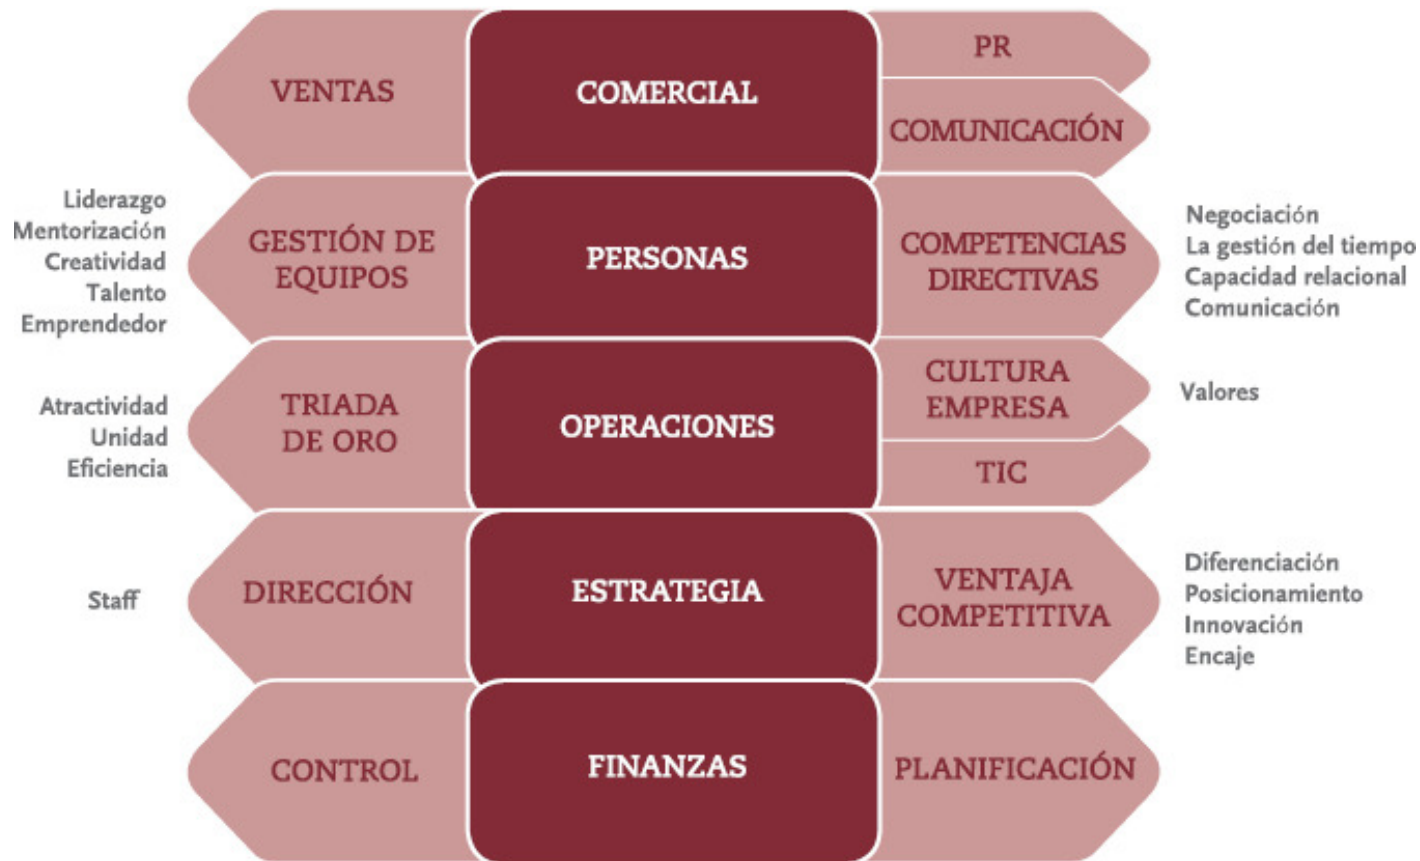 VENTAS
COMERCIAL
PR
COMUNICACIÓN
Liderazgo
Mentorización
Creatividad
Talento
Emprendedor
GESTIÓN DE
EQUIPOS
PERSONAS
COMPETENCIAS
DIRECTIVAS
Negociación
La gestión del tiempo
Capacidad relacional
Comunicación
Atractividad
Unidad
Eficiencia
TRIADA
DE ORO
OPERACIONES
CULTURA
EMPRESA
Valores
TIC
Staff
DIRECCIÓN
ESTRATEGIA
VENTAJA
COMPETITIVA
Diferenciación
Posicionamiento
Innovación
Encaje
CONTROL
FINANZAS
PLANIFICACIÓN